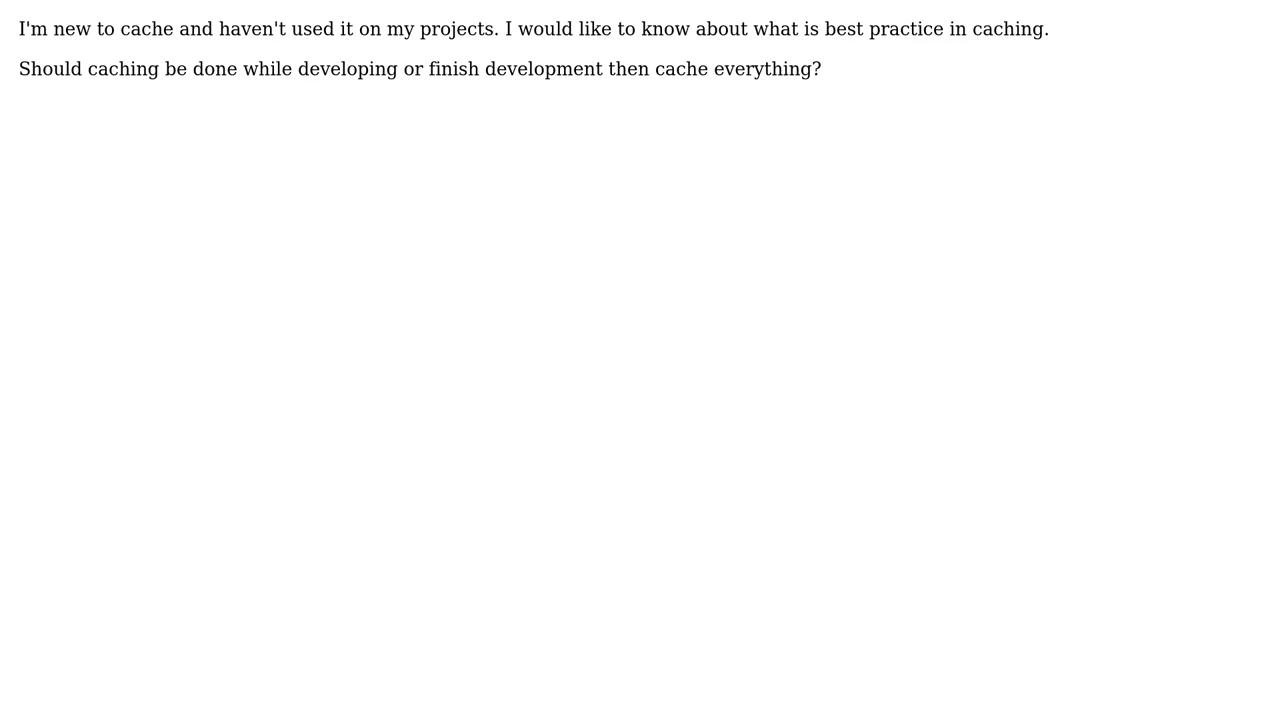 I'm new to cache and haven't used it on my projects. I would like to know about what is best practice in caching.
Should caching be done while developing or finish development then cache everything?